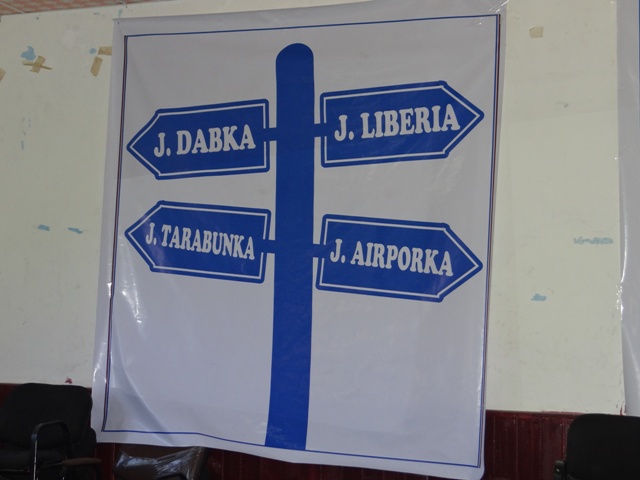 J. DABKA
J. LIBERIA
J. TARABUNKA
J. AIRPORKA